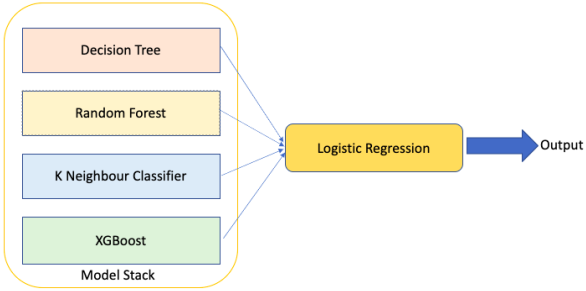 Decision Tree
Random Forest
K Neighbour Classifier
XGBoost
Model Stack
Logistic Regression
Output